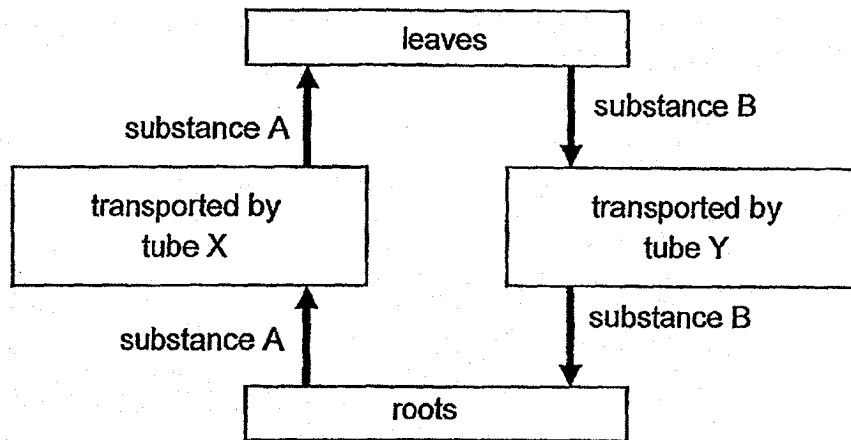 leaves
substance A
substance B
transported by
tube X
transported by
tube Y
substance A
substance B
roots